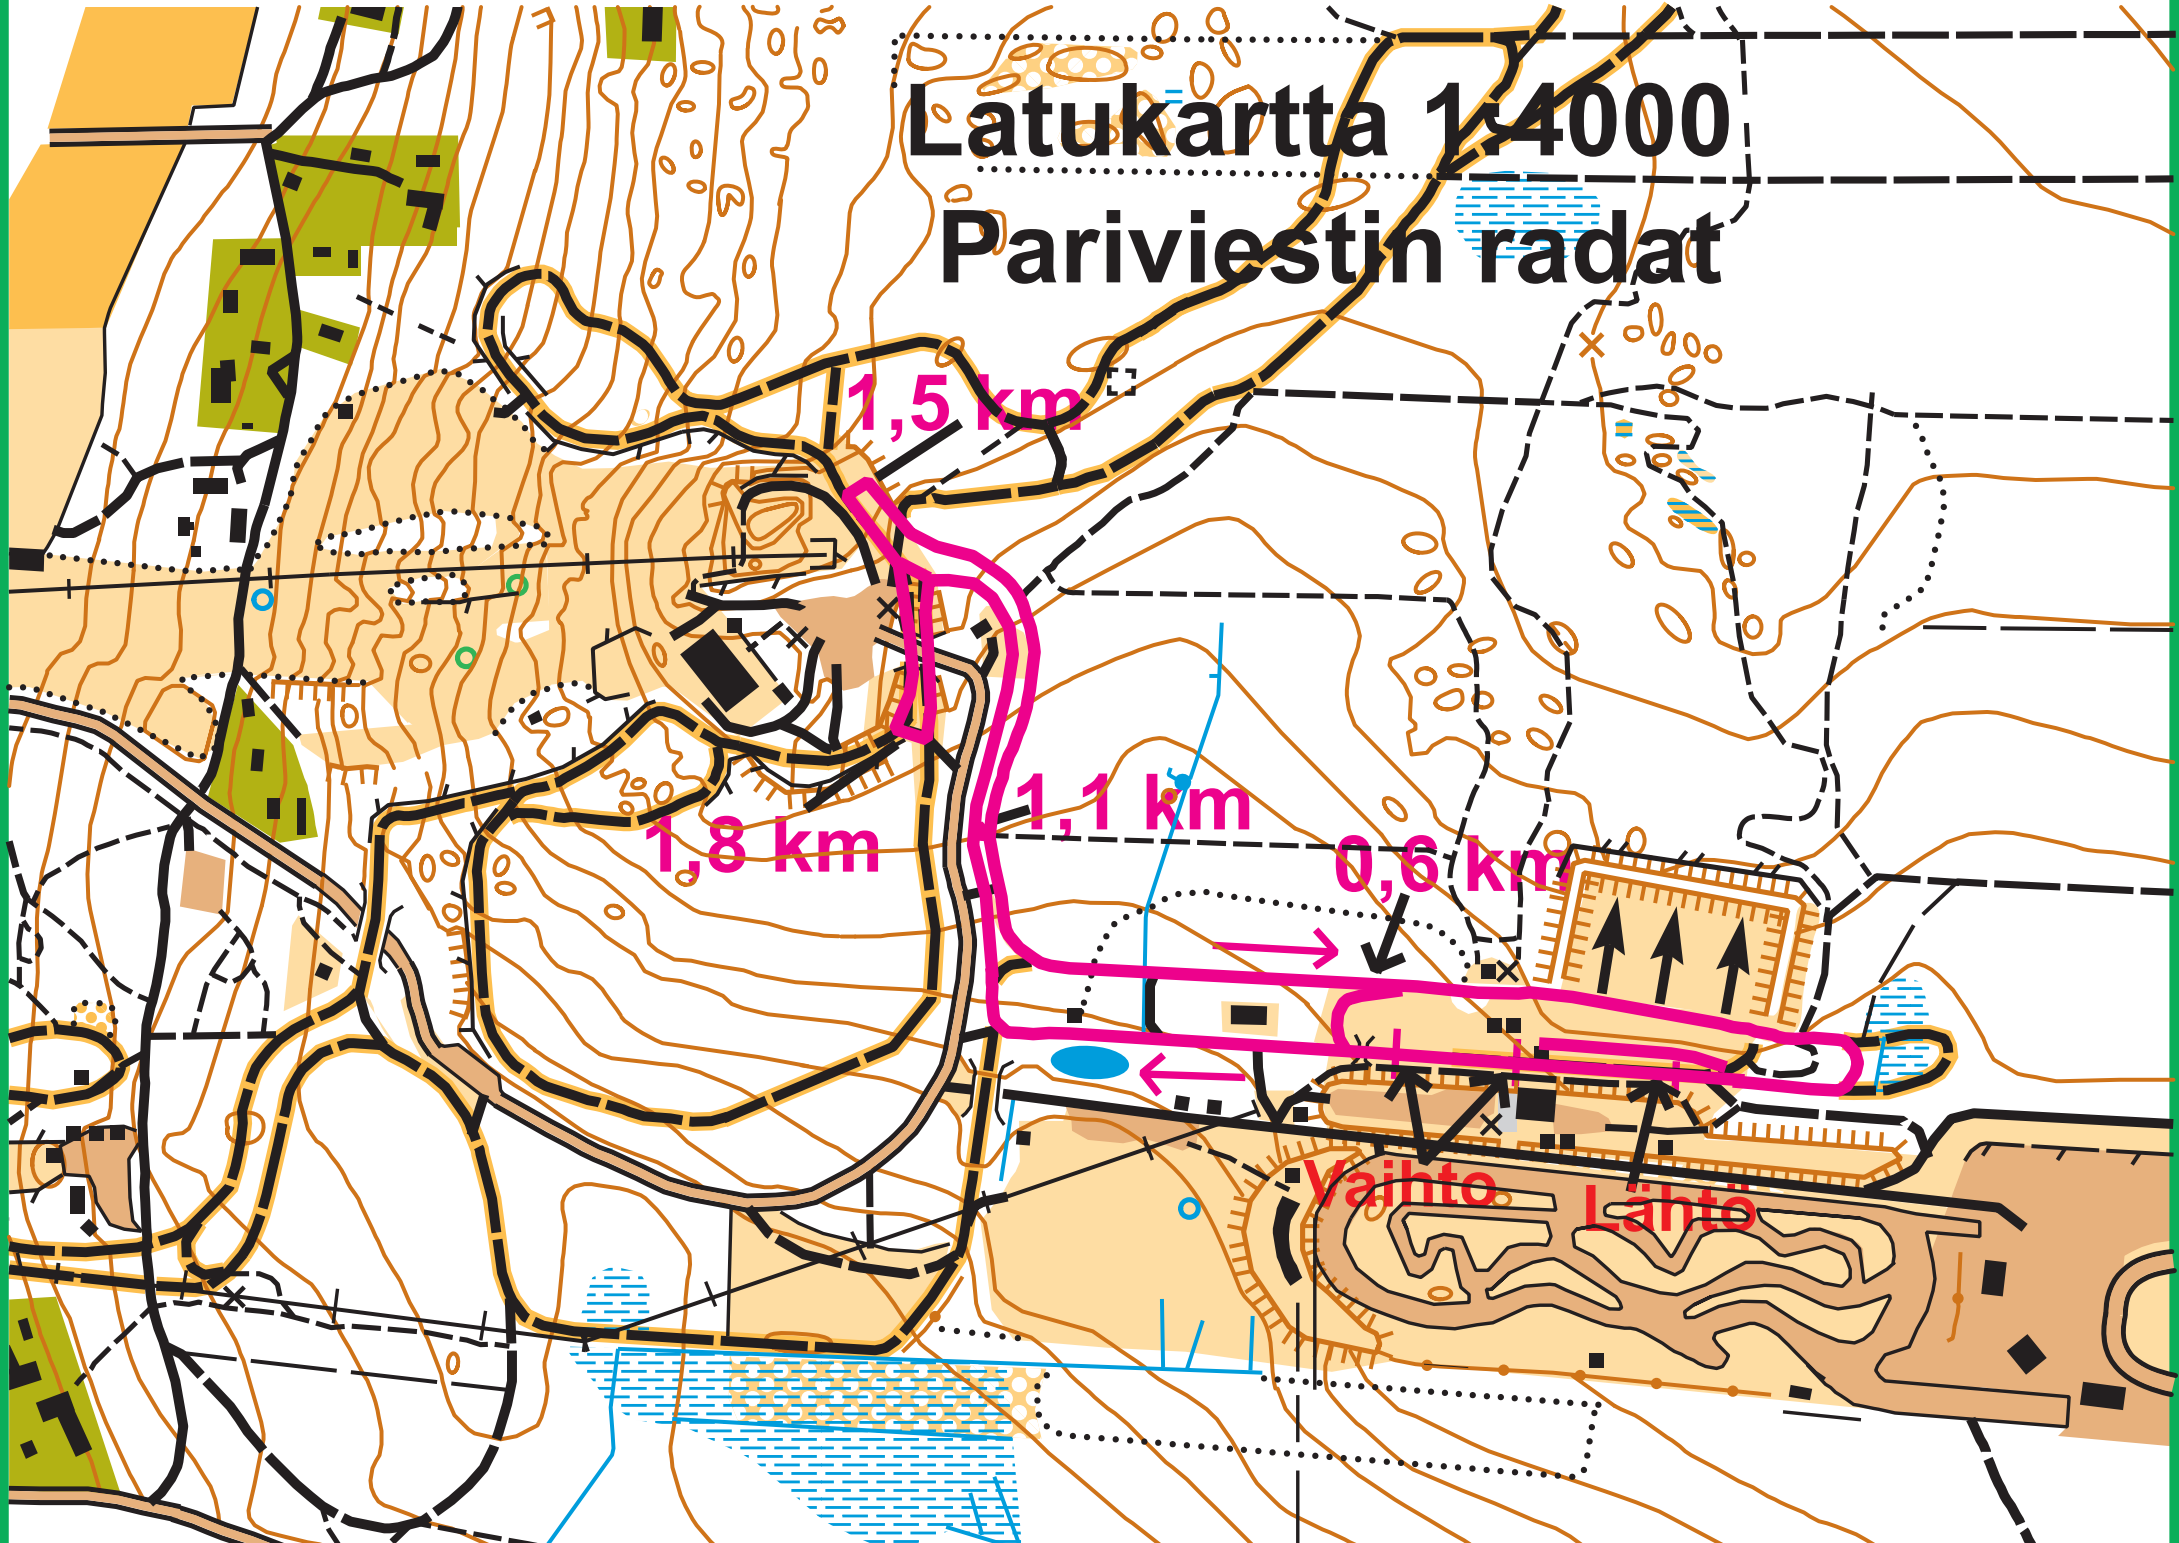 Latukartta 1:4000
Pariviestin radat
1,5 km
1,1 km
1,8 km
0,6 km
Vaihto
Lähtö